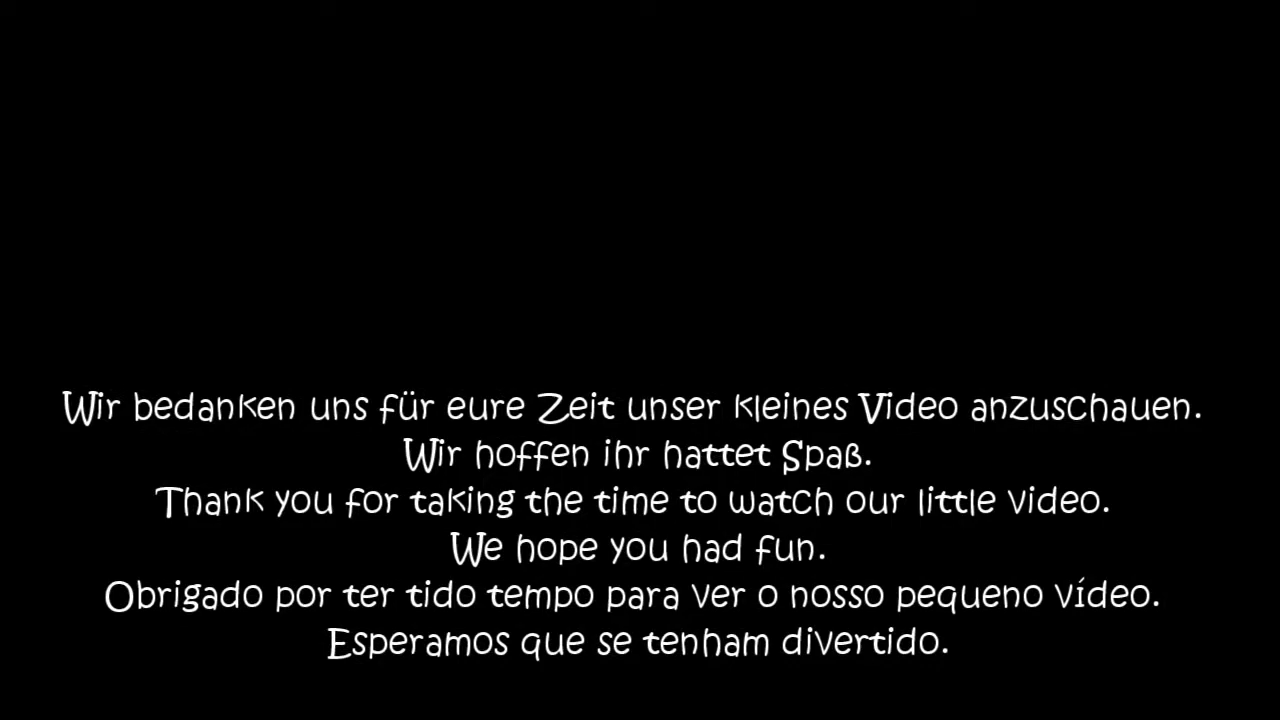 Wir bedanken uns für eure Zeit unser kleines Video anzuschauen.
Wir hoffen ihr hattet Spaß.
Thank you for taking the time to watch our little video.
We hope you had fun.
Obrigado por ter tido tempo para ver o nosso pequeno vídeo.
Esperamos que se tenham divertido.